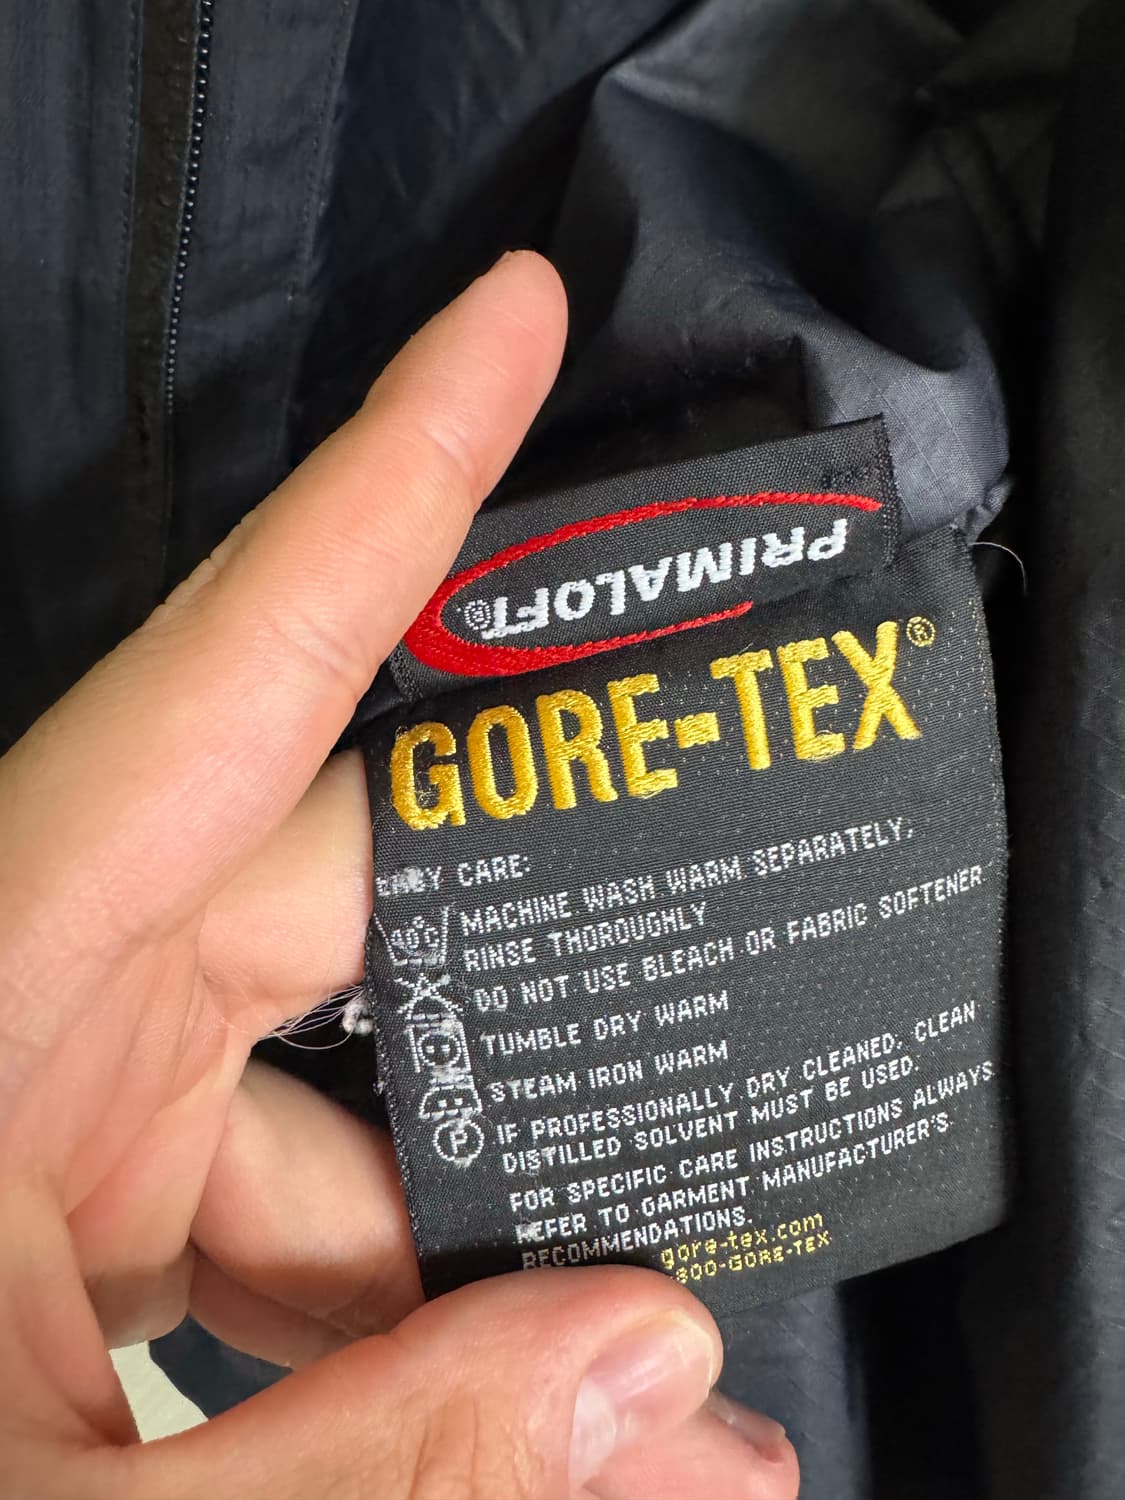 PRIMALOFT®
GORE-TEX®
EASY CARE:
MACHINE WASH WARM SEPARATELY,
RINSE THOROUGHLY
DO NOT USE BLEACH OR FABRIC SOFTENER
TUMBLE DRY WARM
STEAM IRON WARM
IF PROFESSIONALLY DRY CLEANED, CLEAN
DISTILLED SOLVENT MUST BE USED.
FOR SPECIFIC CARE INSTRUCTIONS ALWAYS
REFER TO GARMENT MANUFACTURER'S
RECOMMENDATIONS.
gore-tex.com
800-GORE-TEX
P